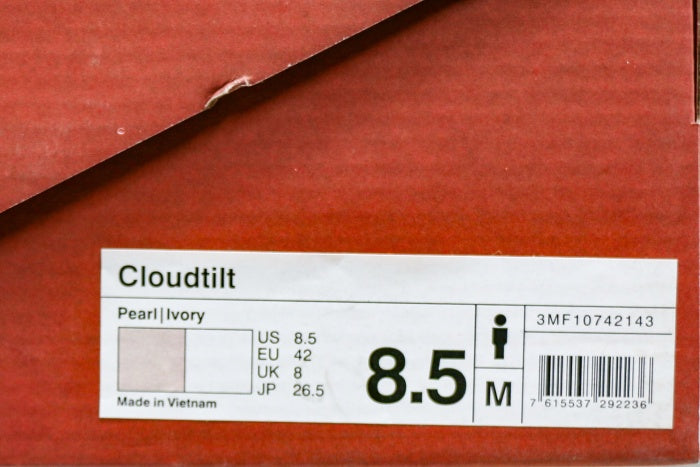 Cloudtilt
Pearl|Ivory
US 8.5
EU 42
UK 8
JP 26.5
Made in Vietnam
8.5
M
3MF10742143
7 615537 292236